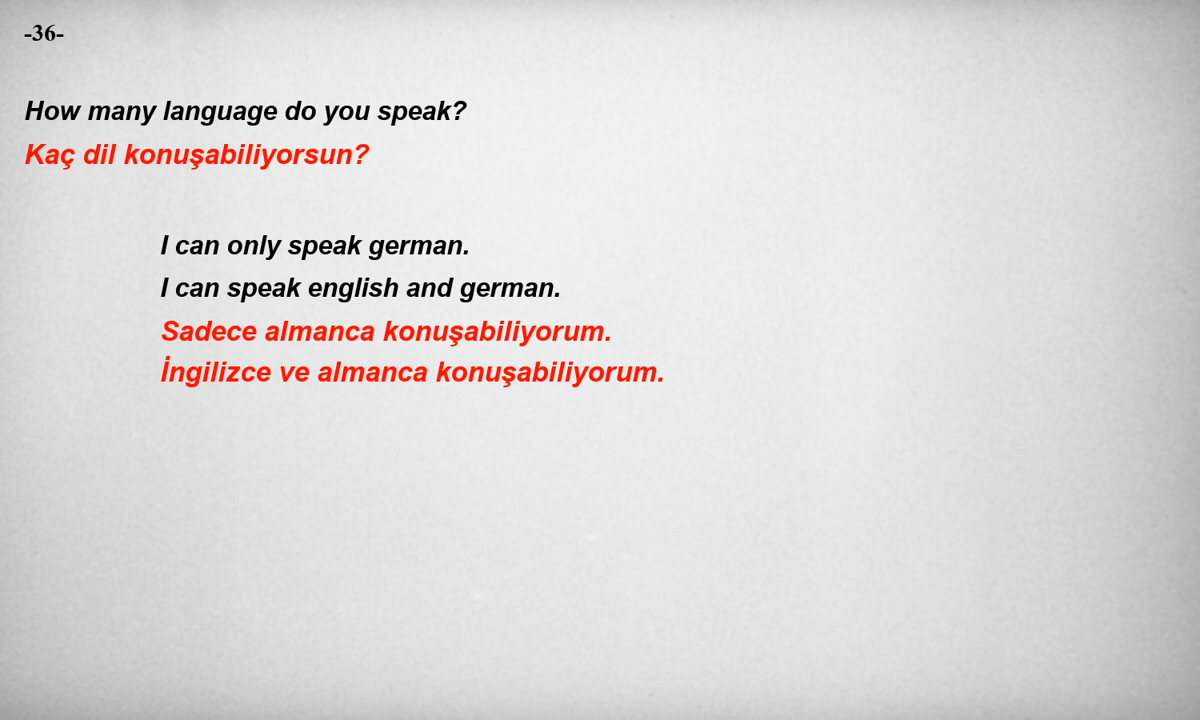 -36-
How many language do you speak?
Kaç dil konuşabiliyorsun?
I can only speak german.
I can speak english and german.
Sadece almanca konuşabiliyorum.
İngilizce ve almanca konuşabiliyorum.